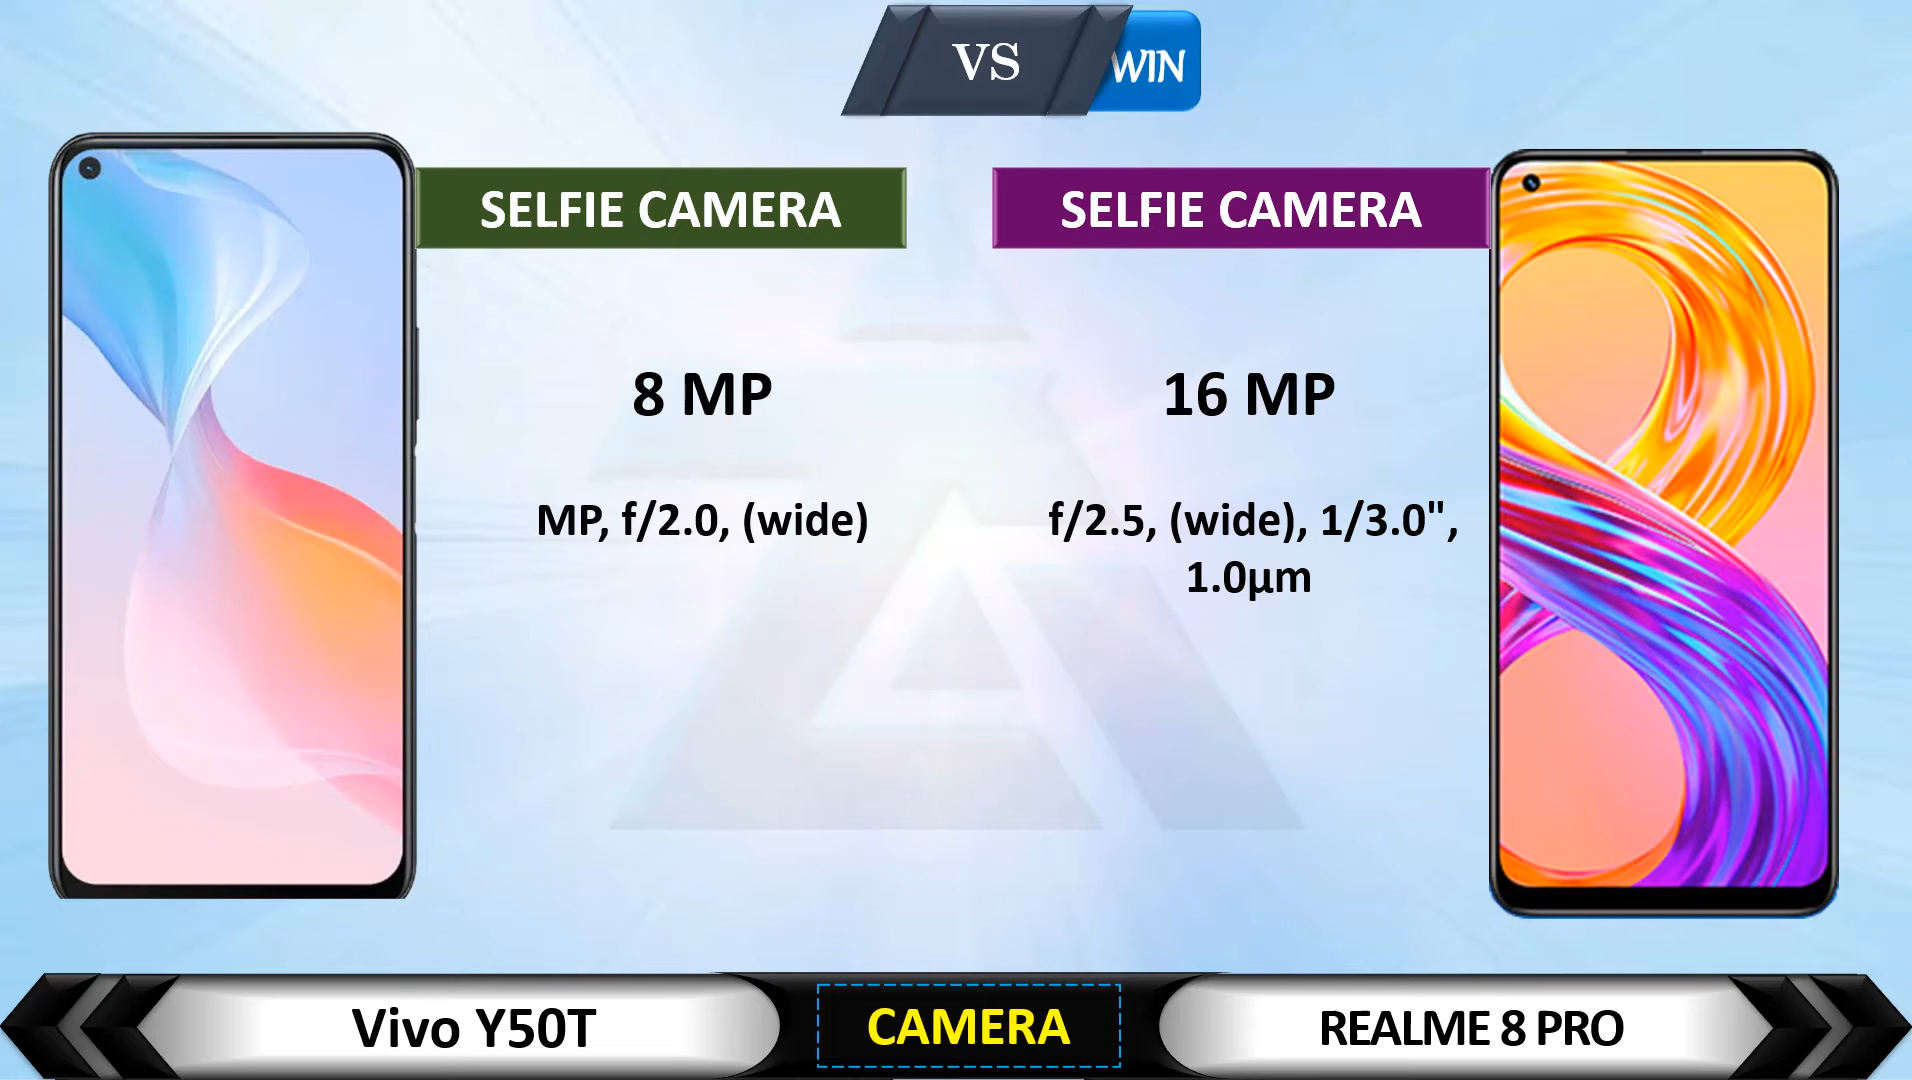 VS
WIN
SELFIE CAMERA
SELFIE CAMERA
8 MP
16 MP
MP, f/2.0, (wide)
f/2.5, (wide), 1/3.0",
1.0µm
Vivo Y50T
CAMERA
REALME 8 PRO